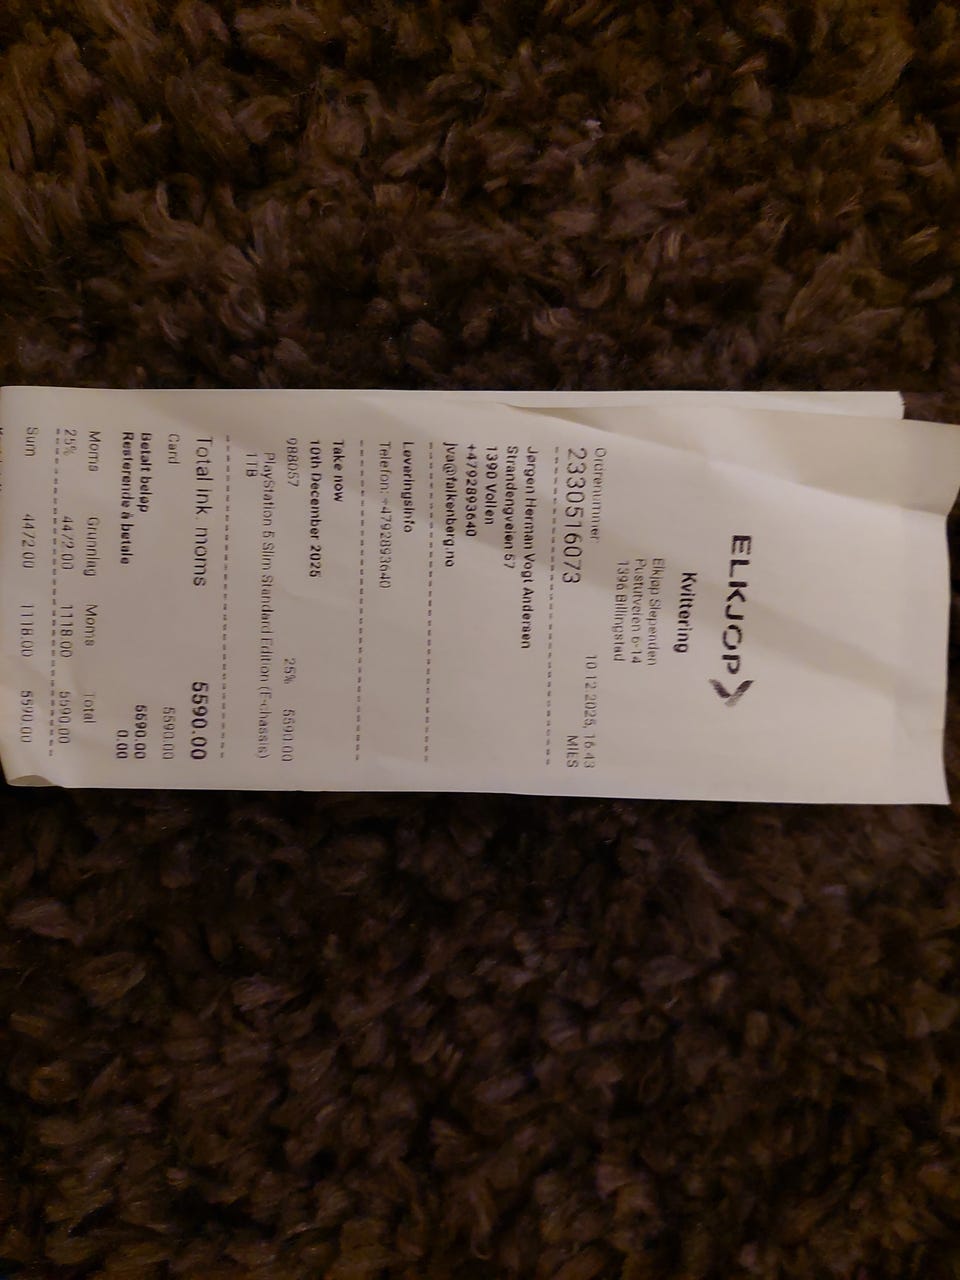 ELKJOP
Kvittering
Elkjøp Slependen
Pusturveien 6-14
1396 Billingstad
Ordrenummer 10.12.2025, 16:43
2330516073 MIES
Jørgen Herman Vogt Andersen
Strandengveien 57
1390 Vollen
+4792893640
jva@falkenberg.no
Leveringsinfo
Telefon: +4792893640
Take now
10th December 2025
988057 25% 5590.00
PlayStation 5 Slim Standard Edition (E-chassis)
1TB
Total ink. moms 5590.00
Card 5590.00
Betalt beløp 5590.00
Resterende å betale 0.00
Moms Grunnlag Moms Total
25% 4472.00 1118.00 5590.00
Sum 4472.00 1118.00 5590.00